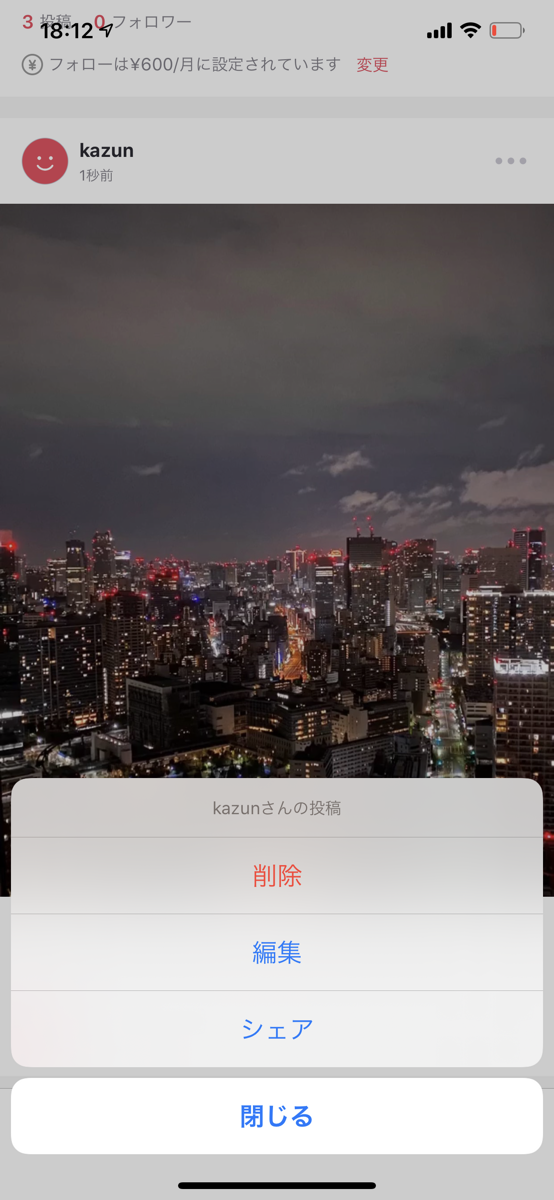 3 投稿 0 フォロワー
18:12
¥ フォローは¥600/月に設定されています 変更
kazun
1秒前
kazunさんの投稿
削除
編集
シェア
閉じる